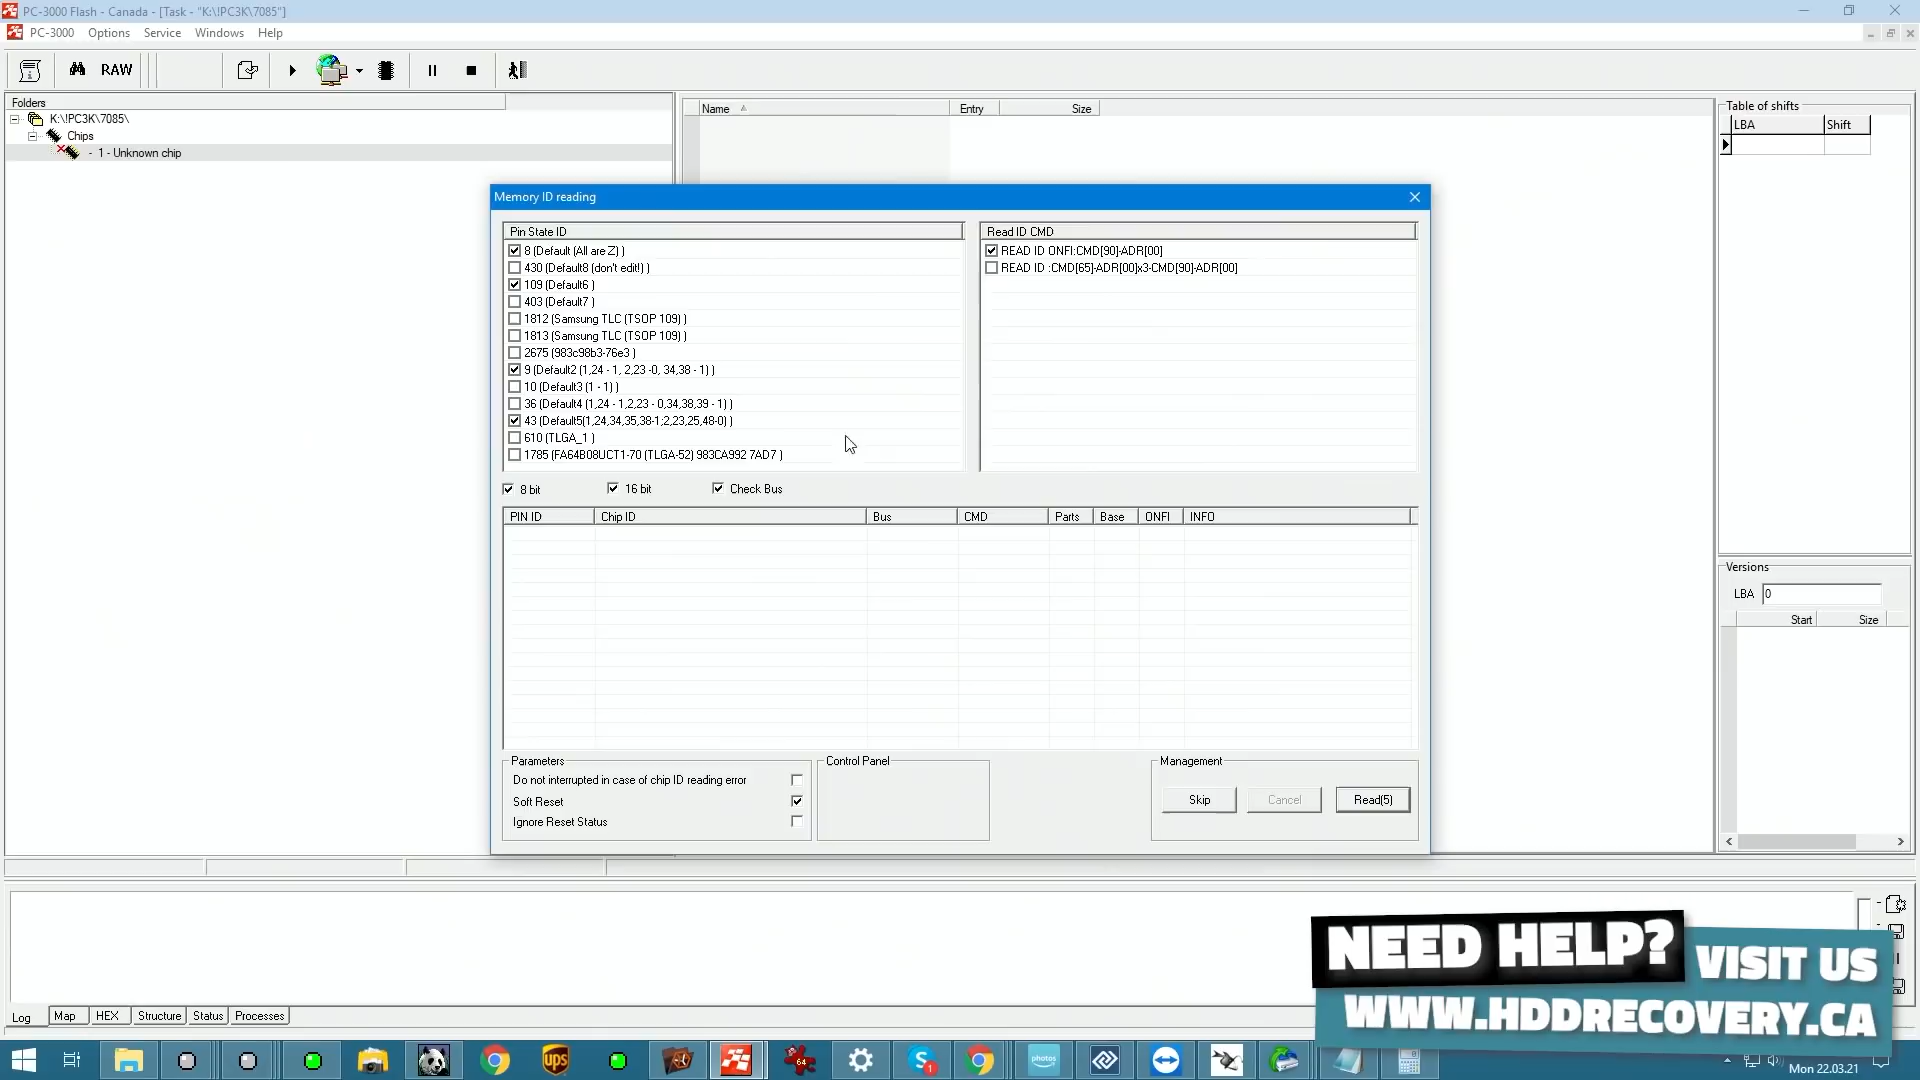 PC-3000 Flash - Canada - [Task - "K:\!PC3K\7085"]
PC-3000 Options Service Windows Help
RAW
Folders
K:\!PC3K\7085\
Chips
- 1 - Unknown chip
Name Entry Size
Table of shifts
LBA Shift
Memory ID reading
Pin State ID
8 (Default (All are Z) )
430 (Default8 (don't edit!) )
109 (Default6 )
403 (Default7 )
1812 (Samsung TLC (TSOP 109) )
1813 (Samsung TLC (TSOP 109) )
2675 (983c98b3-76e3 )
9 (Default2 (1,24 - 1, 2,23 -0, 34,38 - 1) )
10 (Default3 (1 - 1) )
36 (Default4 (1,24 - 1,2,23 - 0,34,38,39 - 1) )
43 (Default5(1,24,34,35,38-1;2,23,25,48-0) )
610 (TLGA_1 )
1785 (FA64B08UCT1-70 (TLGA-52) 983CA992 7AD7 )
Read ID CMD
READ ID ONFI:CMD[90]-ADR[00]
READ ID :CMD[65]-ADR[00]x3-CMD[90]-ADR[00]
8 bit 16 bit Check Bus
PIN ID Chip ID Bus CMD Parts Base ONFI INFO
Parameters
Do not interrupted in case of chip ID reading error
Soft Reset
Ignore Reset Status
Control Panel
Management
Skip Cancel Read(5)
Versions
LBA 0
Start Size
Log Map HEX Structure Status Processes
NEED HELP? VISIT US
WWW.HDDRECOVERY.CA
ups
64
1
photos
Mon 22.03.21